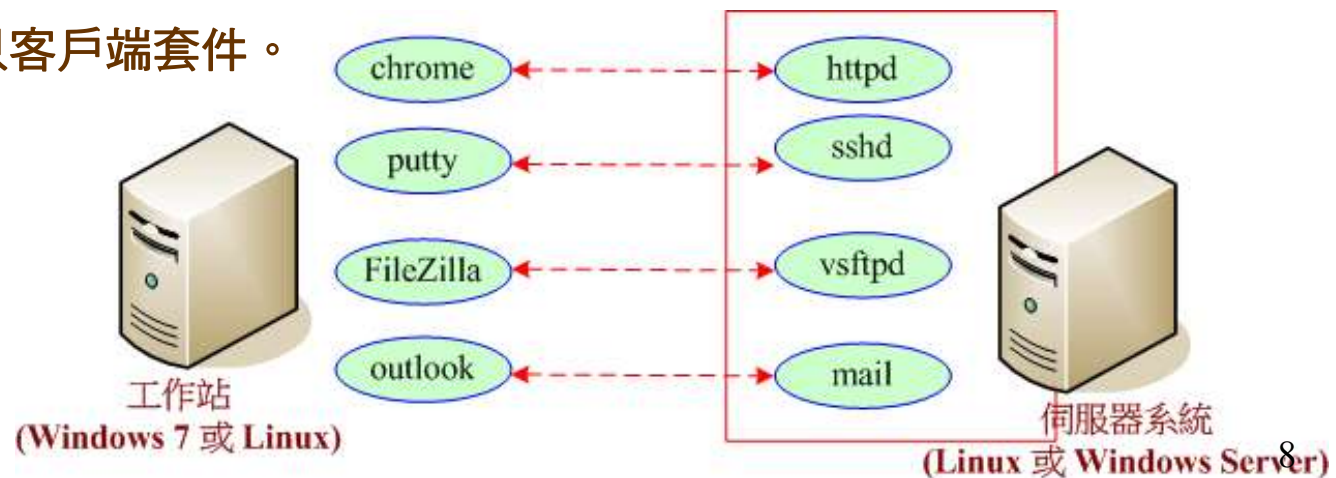 客戶端套件。
chrome
httpd
putty
sshd
FileZilla
vsftpd
outlook
mail
工作站
(Windows 7 或 Linux)
伺服器系統
(Linux 或 Windows Server)
8